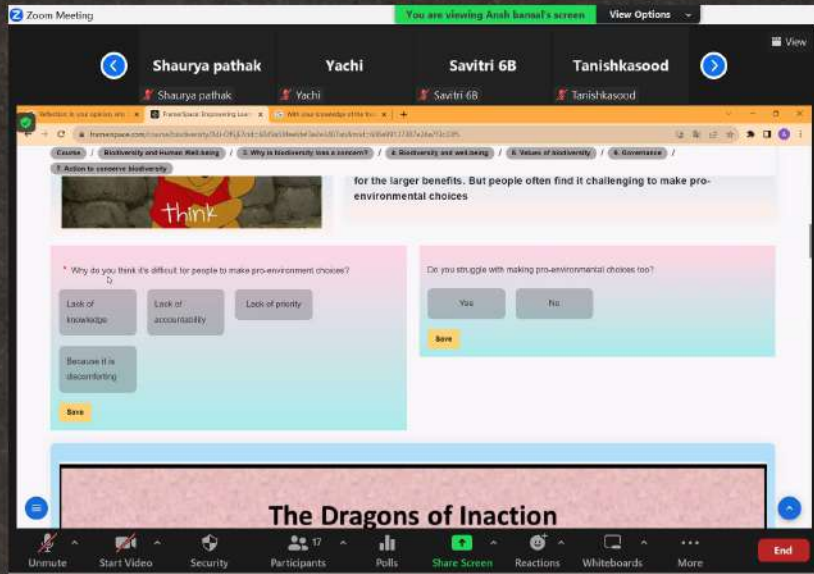 Zoom Meeting
You are viewing Ansh bansal's screen
View Options
View
Shaurya pathak
Yachi
Savitri 6B
Tanishkasood
Shaurya pathak
Yachi
Savitri 6B
Tanishkasood
Course / Biodiversity and Human Well-being / 3. Why is biodiversity loss a concern? / 4. Biodiversity and well-being / 5. Values of biodiversity / 6. Governance /
7. Action to conserve biodiversity
think
for the larger benefits. But people often find it challenging to make pro-
environmental choices
* Why do you think it's difficult for people to make pro-environment choices?
Lack of
knowledge
Lack of
accountability
Lack of priority
Because it is
discomforting
Save
Do you struggle with making pro-environmental choices too?
Yes
No
Save
The Dragons of Inaction
Unmute
Start Video
Security
Participants
17
Polls
Share Screen
Reactions
Whiteboards
More
End